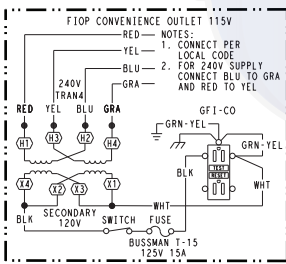 FIOP CONVENIENCE OUTLET 115V
RED
YEL
BLU
GRA
NOTES:
1. CONNECT PER
LOCAL CODE
2. FOR 240V SUPPLY
CONNECT BLU TO GRA
AND RED TO YEL
240V
TRAN4
RED YEL BLU GRA
H1 H3 H2 H4
X4 X2 X3 X1
GFI-CO
GRN-YEL
GRN-YEL
TEST
RESET
BLK
WHT
WHT
BLK
SECONDARY
120V
SWITCH FUSE
BUSSMAN T-15
125V 15A